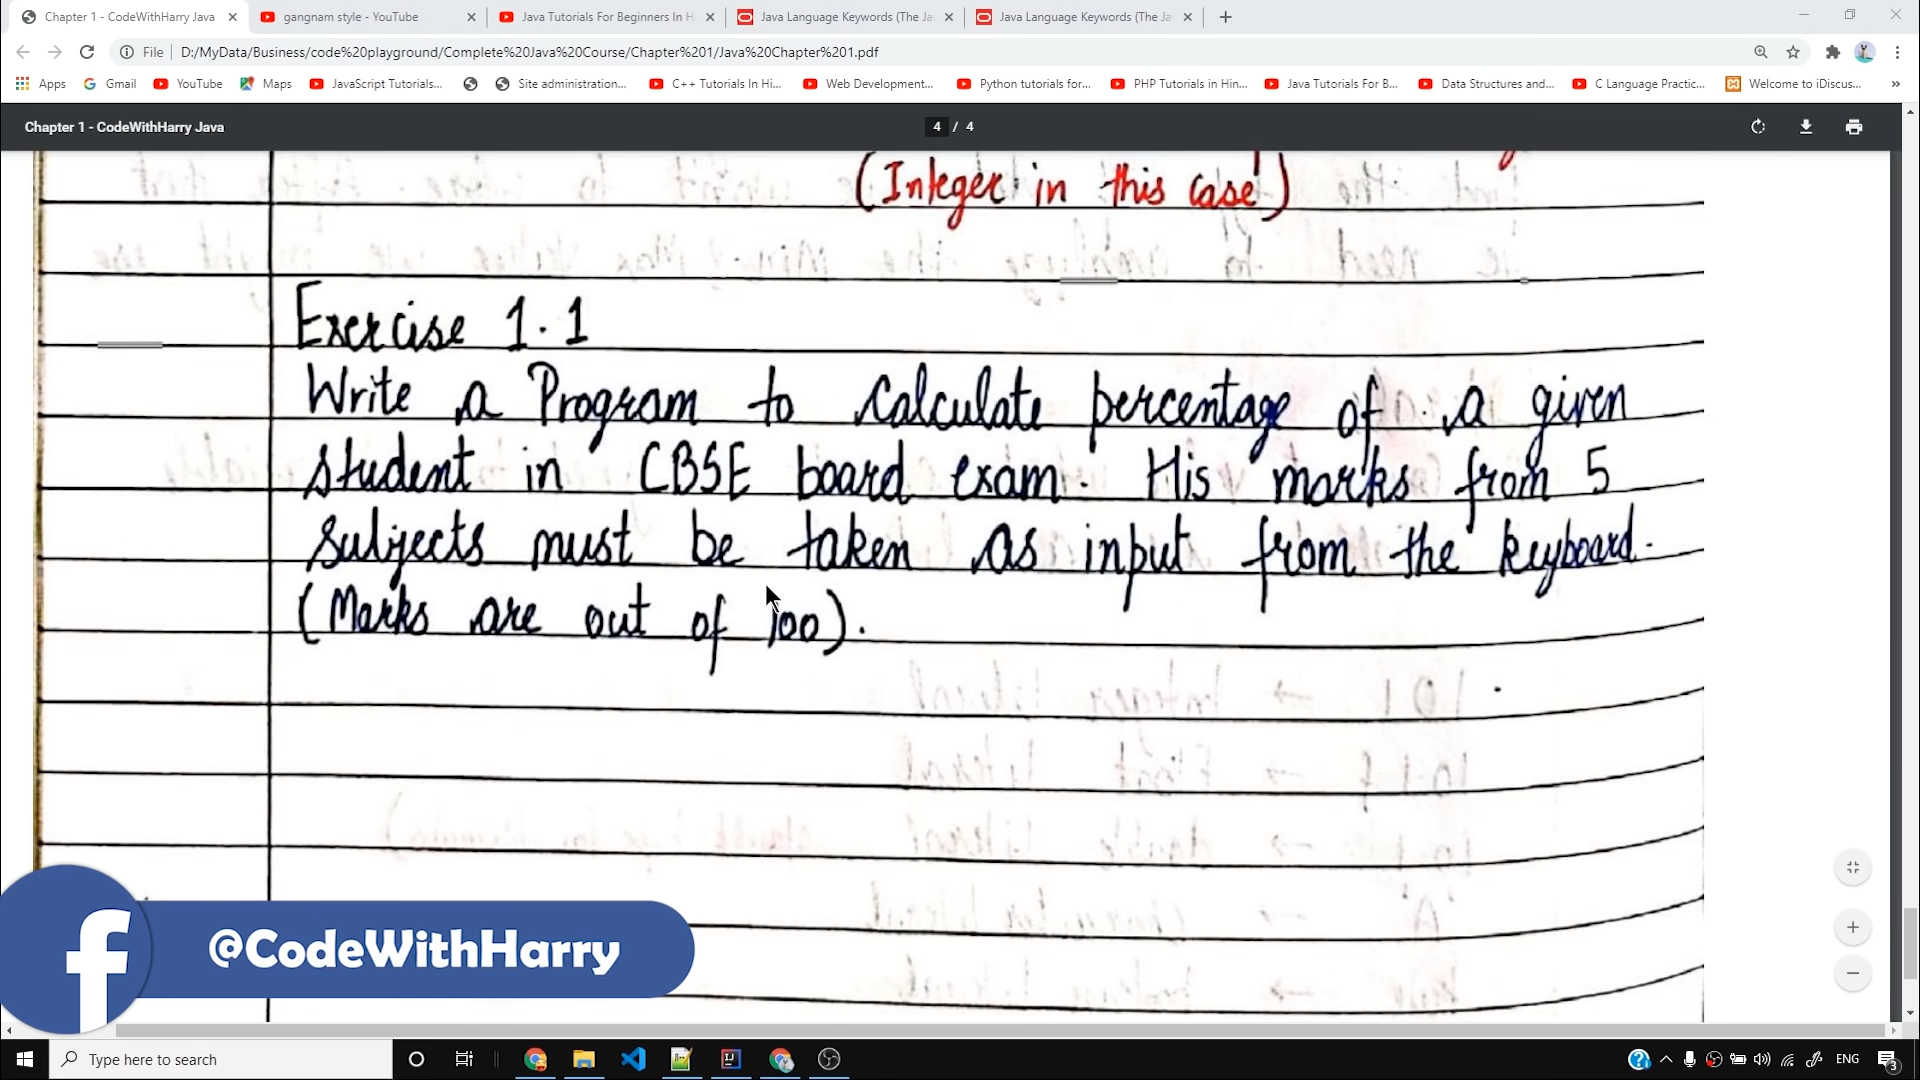 Chapter 1 - CodeWithHarry Java
gangnam style - YouTube
Java Tutorials For Beginners In H
Java Language Keywords (The Ja
Java Language Keywords (The Ja
File D:/MyData/Business/code%20playground/Complete%20Java%20Course/Chapter%201/Java%20Chapter%201.pdf
Apps Gmail YouTube Maps JavaScript Tutorials... Site administration... C++ Tutorials In Hi... Web Development... Python tutorials for... PHP Tutorials in Hin... Java Tutorials For B... Data Structures and... C Language Practic... Welcome to iDiscus... »
Chapter 1 - CodeWithHarry Java 4 / 4
(Integer in this case)
Exercise 1.1
Write a Program to calculate percentage of a given
student in CBSE board exam. His marks from 5
subjects must be taken as input from the keyboard.
(Marks are out of 100).
@CodeWithHarry
Type here to search
ENG
3